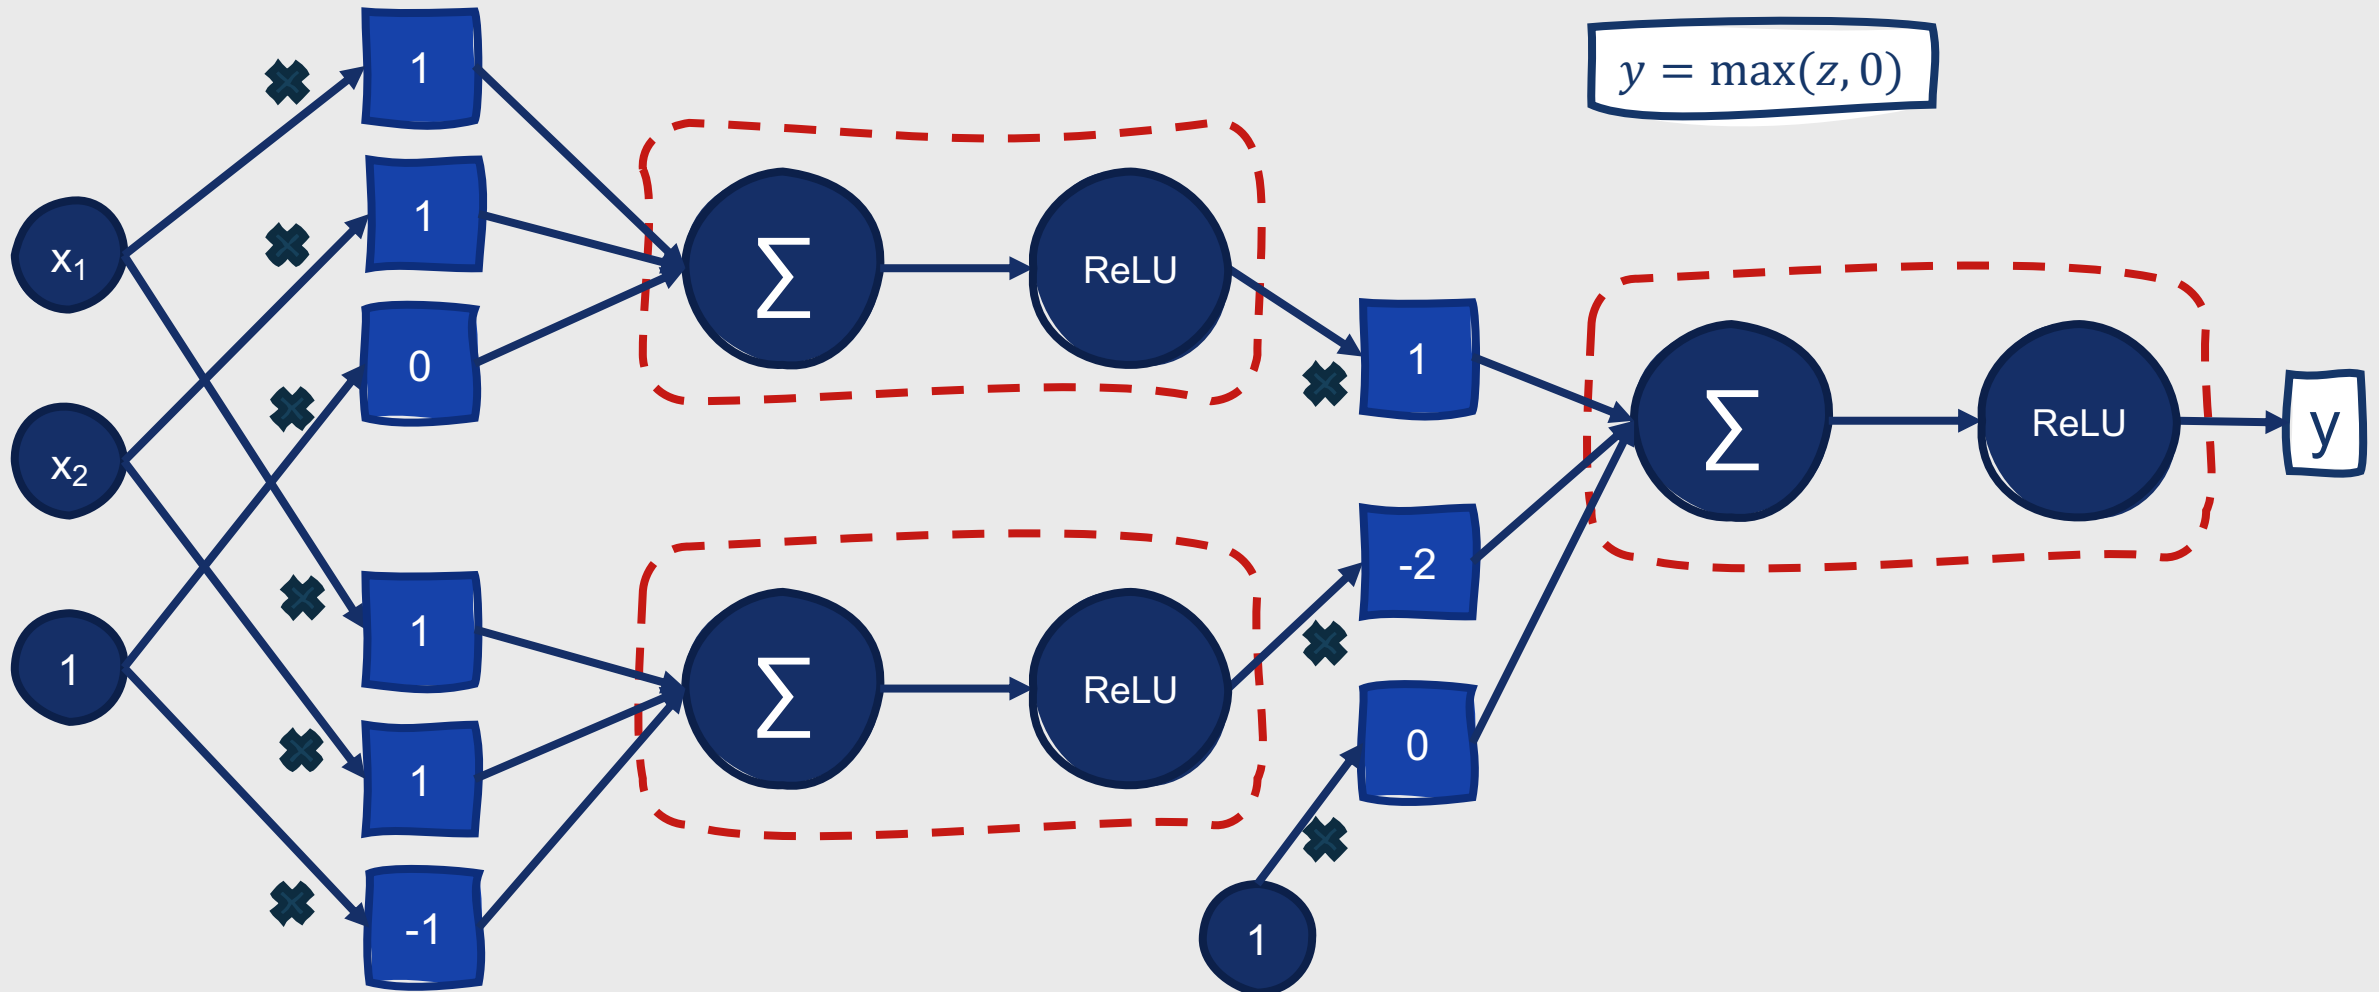 y = max(z, 0)
x₁
x₂
1
1
1
0
1
1
-1
∑
ReLU
∑
ReLU
1
-2
0
1
∑
ReLU
y